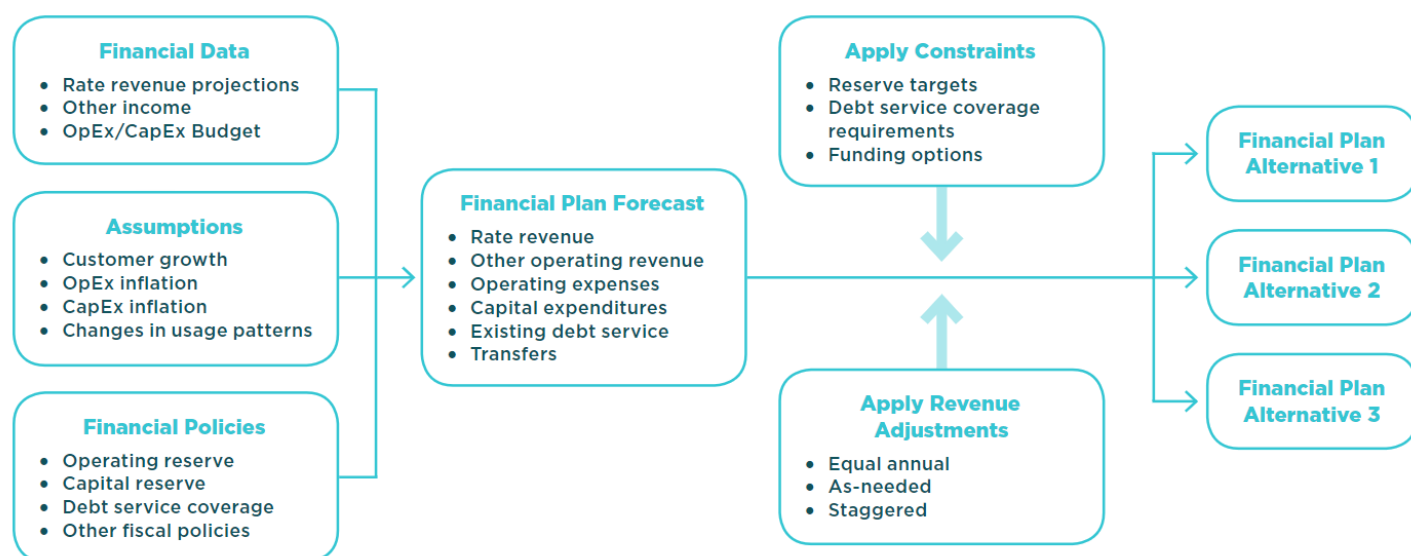 Financial Data
• Rate revenue projections
• Other income
• OpEx/CapEx Budget
Assumptions
• Customer growth
• OpEx inflation
• CapEx inflation
• Changes in usage patterns
Financial Policies
• Operating reserve
• Capital reserve
• Debt service coverage
• Other fiscal policies
Financial Plan Forecast
• Rate revenue
• Other operating revenue
• Operating expenses
• Capital expenditures
• Existing debt service
• Transfers
Apply Constraints
• Reserve targets
• Debt service coverage
requirements
• Funding options
Apply Revenue
Adjustments
• Equal annual
• As-needed
• Staggered
Financial Plan
Alternative 1
Financial Plan
Alternative 2
Financial Plan
Alternative 3